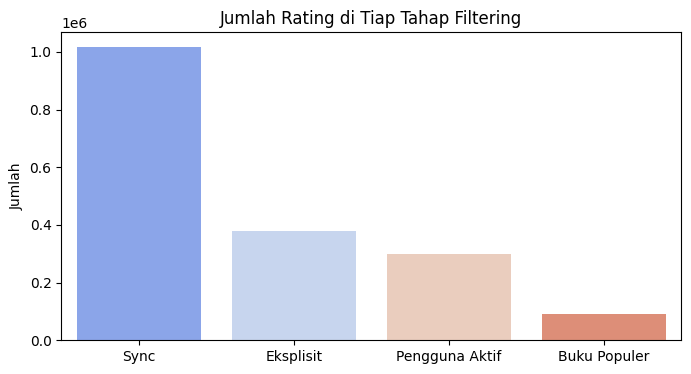 Jumlah Rating di Tiap Tahap Filtering
1e6
1.0
0.8
0.6
0.4
0.2
0.0
Jumlah
Sync Eksplisit Pengguna Aktif Buku Populer